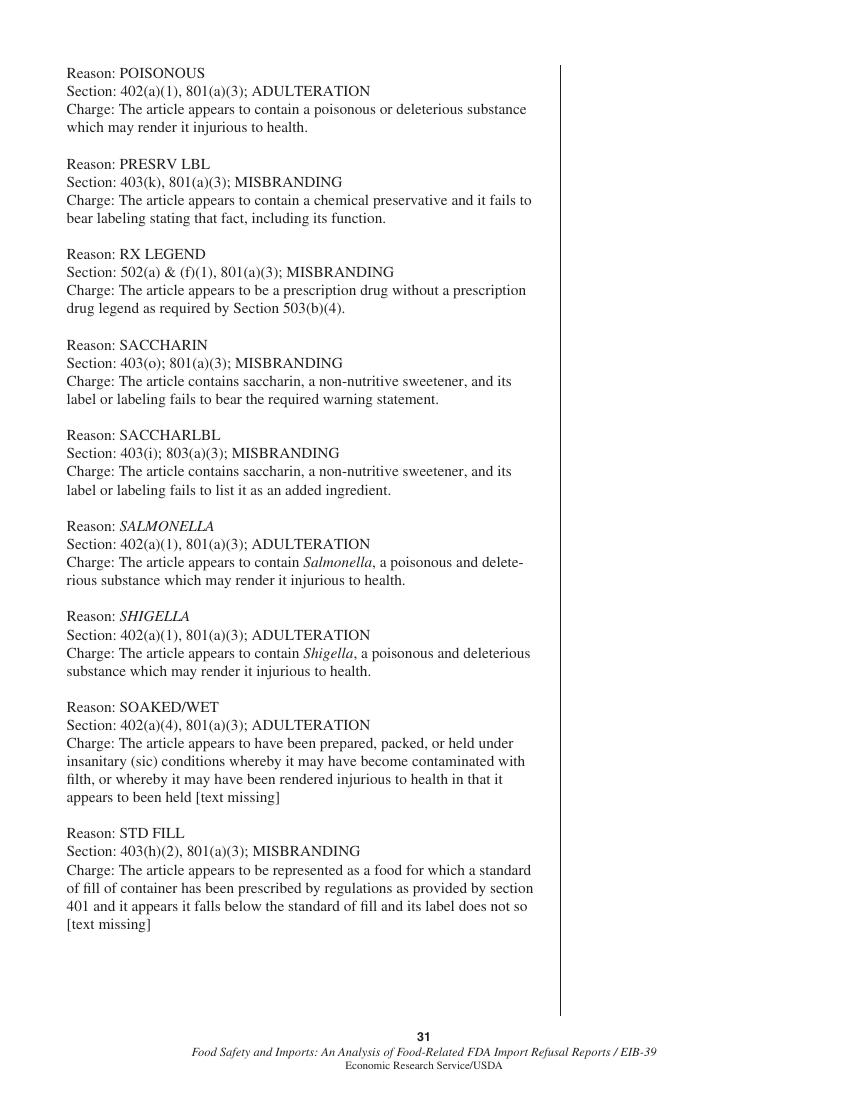 Reason: POISONOUS
Section: 402(a)(1), 801(a)(3); ADULTERATION
Charge: The article appears to contain a poisonous or deleterious substance
which may render it injurious to health.
Reason: PRESRV LBL
Section: 403(k), 801(a)(3); MISBRANDING
Charge: The article appears to contain a chemical preservative and it fails to
bear labeling stating that fact, including its function.
Reason: RX LEGEND
Section: 502(a) & (f)(1), 801(a)(3); MISBRANDING
Charge: The article appears to be a prescription drug without a prescription
drug legend as required by Section 503(b)(4).
Reason: SACCHARIN
Section: 403(o); 801(a)(3); MISBRANDING
Charge: The article contains saccharin, a non-nutritive sweetener, and its
label or labeling fails to bear the required warning statement.
Reason: SACCHARLBL
Section: 403(i); 803(a)(3); MISBRANDING
Charge: The article contains saccharin, a non-nutritive sweetener, and its
label or labeling fails to list it as an added ingredient.
Reason: SALMONELLA
Section: 402(a)(1), 801(a)(3); ADULTERATION
Charge: The article appears to contain Salmonella, a poisonous and delete-
rious substance which may render it injurious to health.
Reason: SHIGELLA
Section: 402(a)(1), 801(a)(3); ADULTERATION
Charge: The article appears to contain Shigella, a poisonous and deleterious
substance which may render it injurious to health.
Reason: SOAKED/WET
Section: 402(a)(4), 801(a)(3); ADULTERATION
Charge: The article appears to have been prepared, packed, or held under
insanitary (sic) conditions whereby it may have become contaminated with
filth, or whereby it may have been rendered injurious to health in that it
appears to been held [text missing]
Reason: STD FILL
Section: 403(h)(2), 801(a)(3); MISBRANDING
Charge: The article appears to be represented as a food for which a standard
of fill of container has been prescribed by regulations as provided by section
401 and it appears it falls below the standard of fill and its label does not so
[text missing]
31
Food Safety and Imports: An Analysis of Food-Related FDA Import Refusal Reports / EIB-39
Economic Research Service/USDA